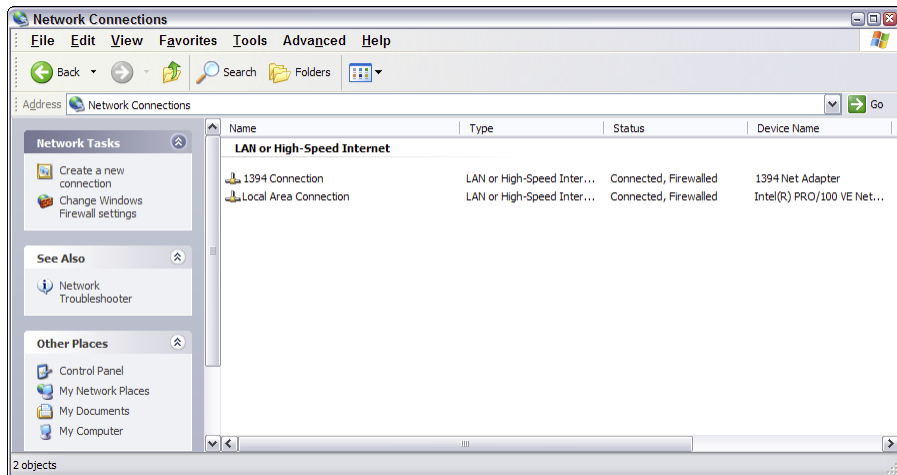 Network Connections
File Edit View Favorites Tools Advanced Help
Back Search Folders
Address Network Connections Go
Network Tasks
Create a new
connection
Change Windows
Firewall settings
See Also
Network
Troubleshooter
Other Places
Control Panel
My Network Places
My Documents
My Computer
Name Type Status Device Name
LAN or High-Speed Internet
1394 Connection LAN or High-Speed Inter... Connected, Firewalled 1394 Net Adapter
Local Area Connection LAN or High-Speed Inter... Connected, Firewalled Intel(R) PRO/100 VE Net...
2 objects